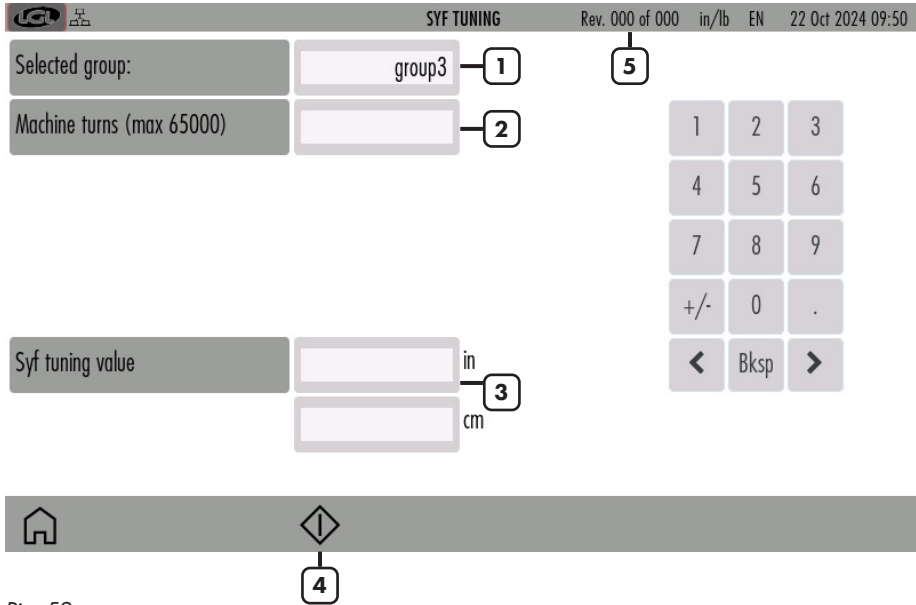 LGL SYF TUNING Rev. 000 of 000 in/lb EN 22 Oct 2024 09:50
Selected group: group3 1 5
Machine turns (max 65000) 2
1 2 3
4 5 6
7 8 9
+/- 0 .
Syf tuning value in
Bksp
3
cm
4